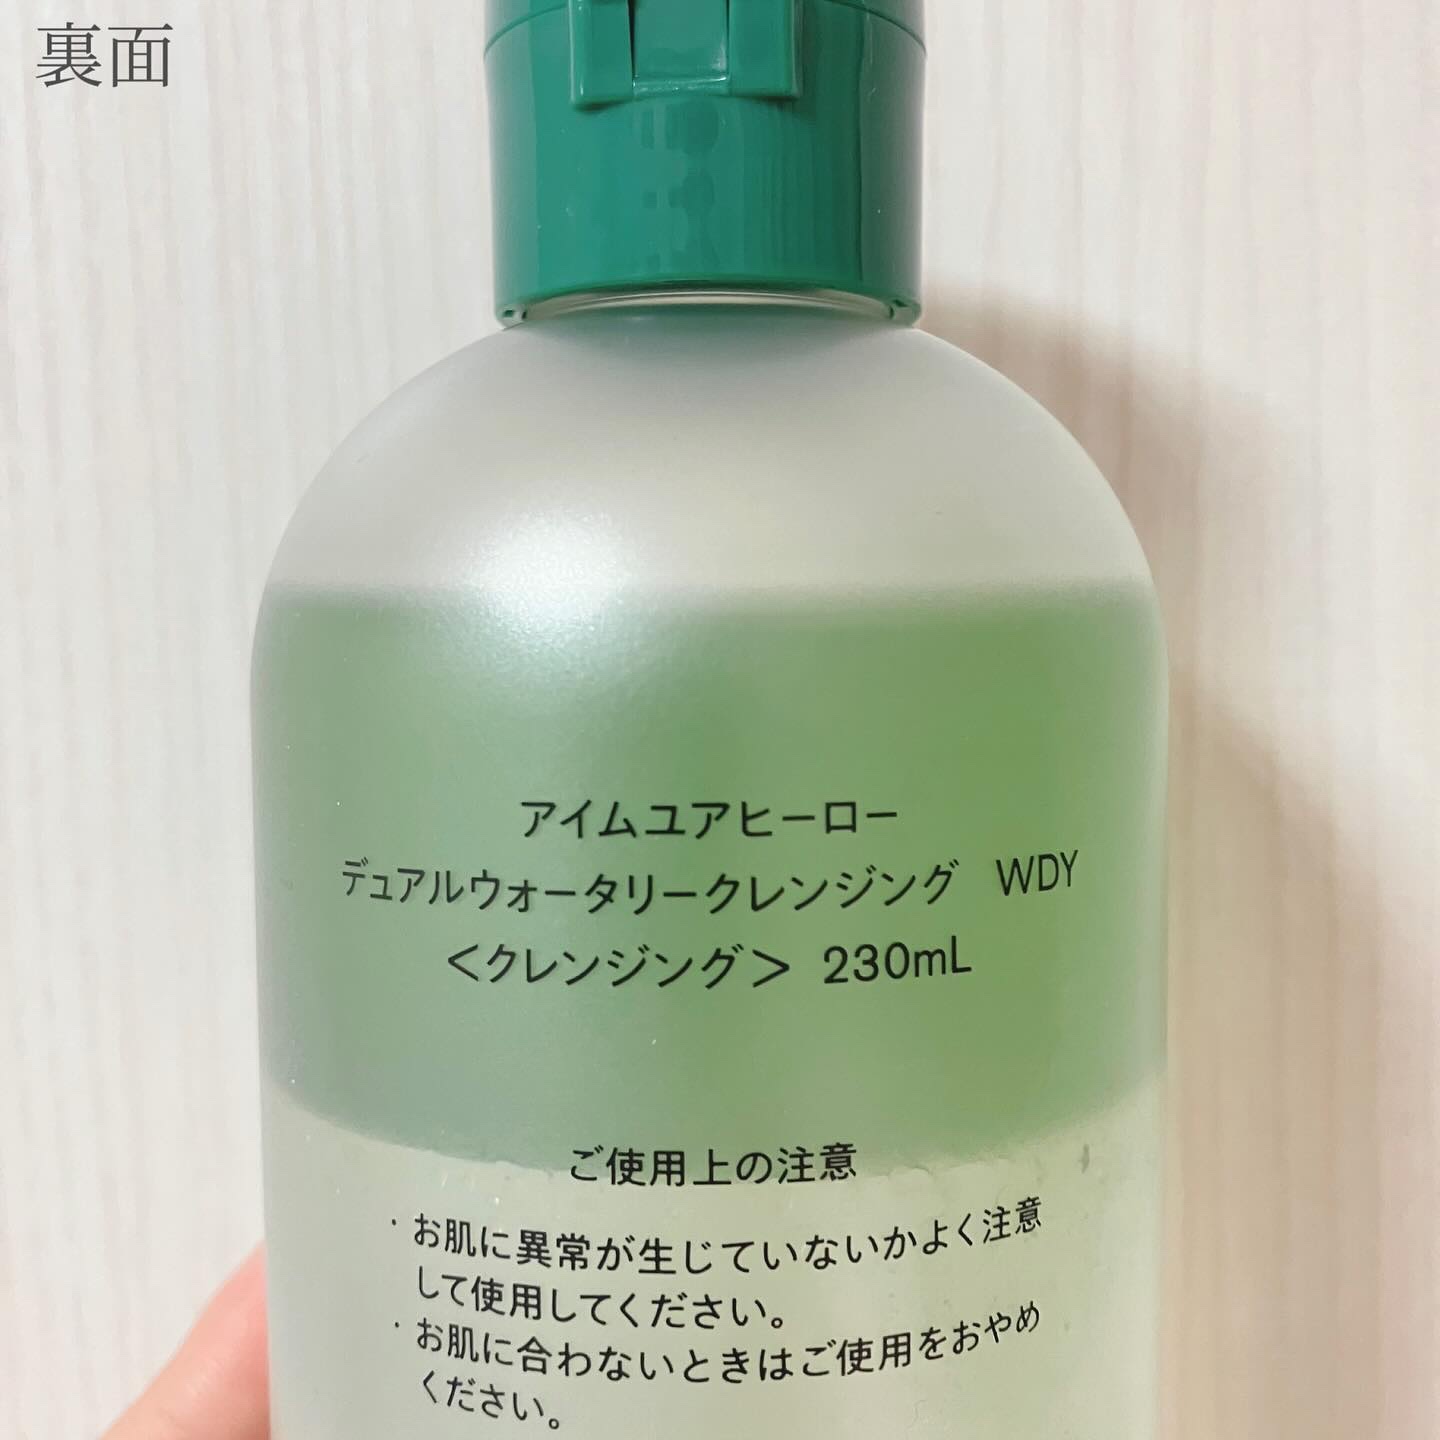 裏面
アイムユアヒーロー
デュアルウォータリークレンジング　WDY
＜クレンジング＞ 230mL
ご使用上の注意
・お肌に異常が生じていないかよく注意
して使用してください。
・お肌に合わないときはご使用をおやめ
ください。